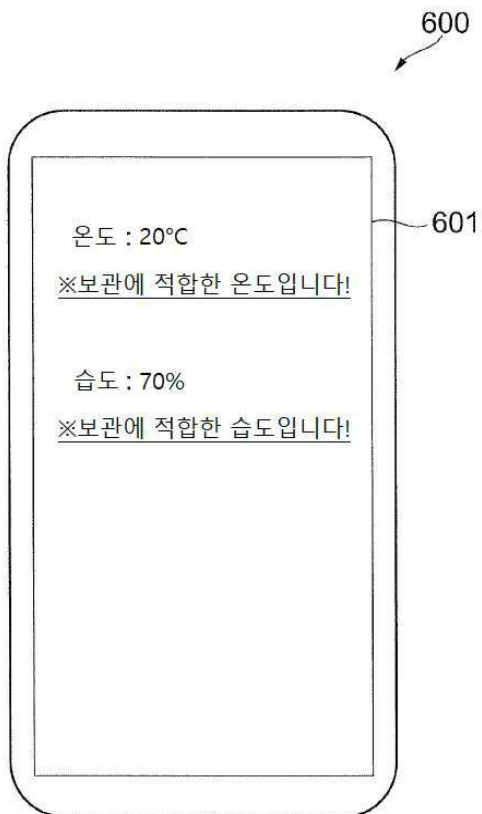 600
601
온도 : 20°C
※보관에 적합한 온도입니다!
습도 : 70%
※보관에 적합한 습도입니다!